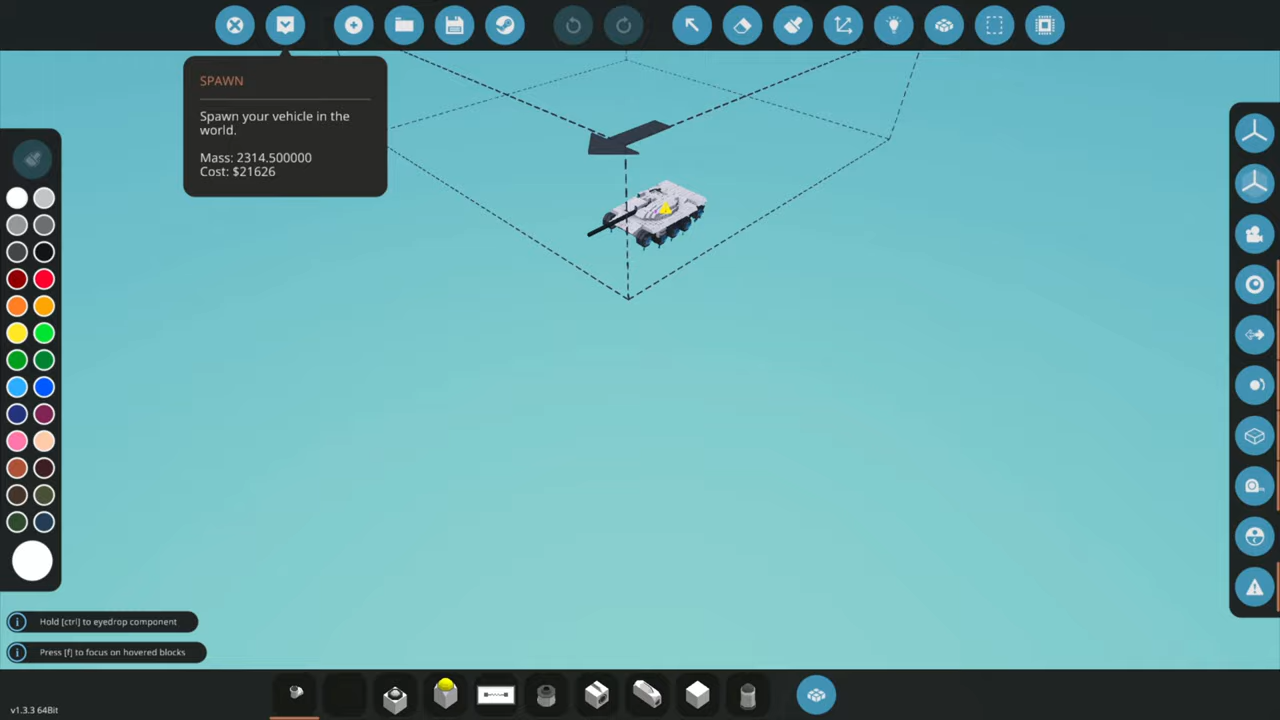 SPAWN
Spawn your vehicle in the
world.
Mass: 2314.500000
Cost: $21626
Hold [ctrl] to eyedrop component
Press [f] to focus on hovered blocks
v1.3.3 64Bit